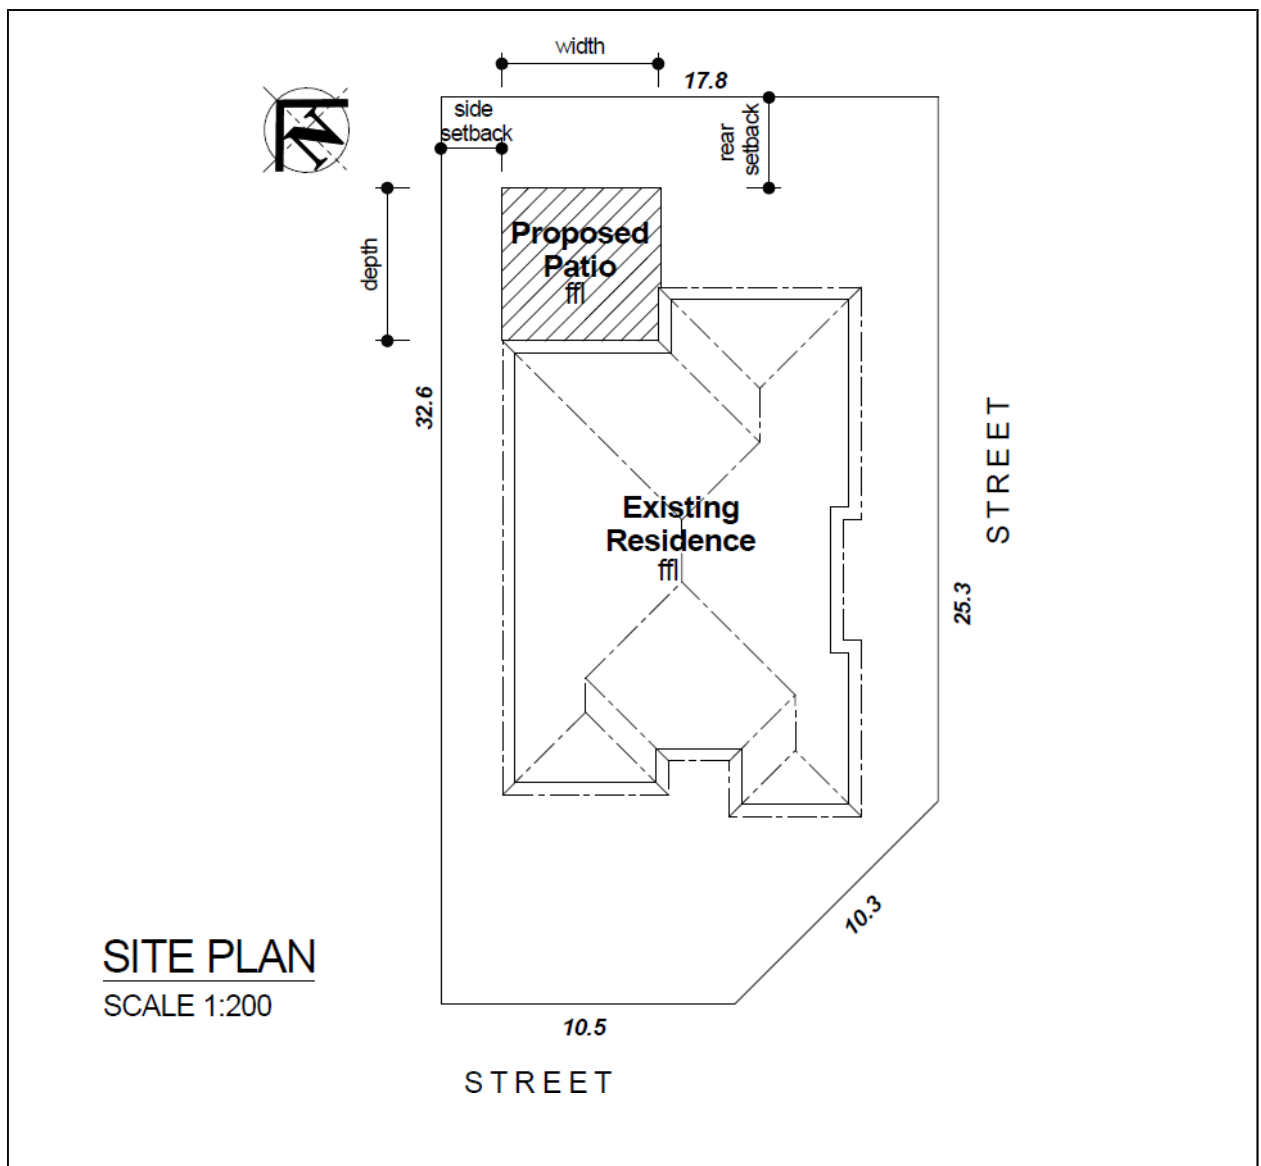 width
17.8
side
setback
rear
setback
N
depth
Proposed
Patio
ffl
32.6
STREET
Existing
Residence
ffl
25.3
10.3
SITE PLAN
SCALE 1:200
10.5
STREET